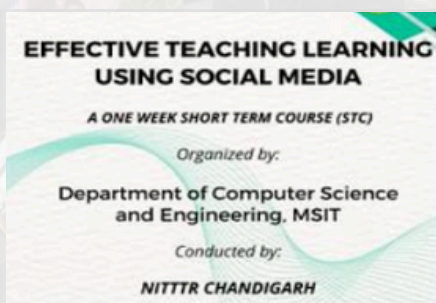 EFFECTIVE TEACHING LEARNING
USING SOCIAL MEDIA
A ONE WEEK SHORT TERM COURSE (STC)
Organized by:
Department of Computer Science
and Engineering, MSIT
Conducted by:
NITTTR CHANDIGARH